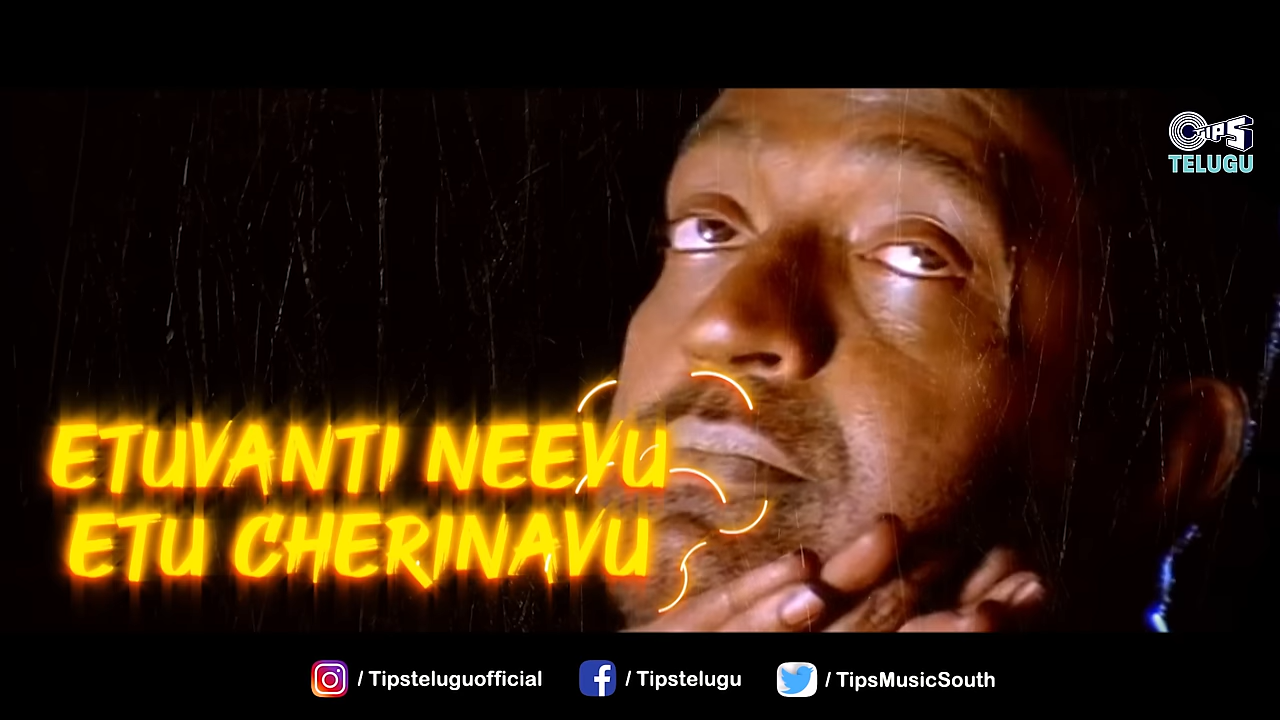 TIPS
TELUGU
ETUVANTI NEEVU
ETU CHERINAVU
/ Tipsteluguofficial
/ Tipstelugu
/ TipsMusicSouth